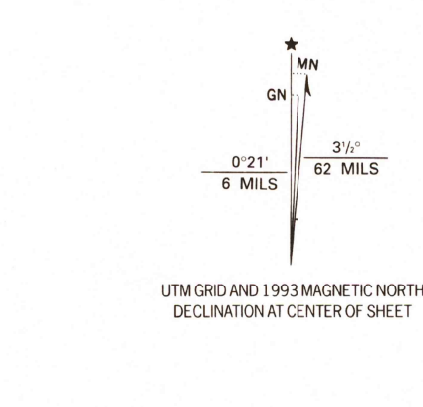 ★
MN
GN
0°21'
6 MILS
3½°
62 MILS
UTM GRID AND 1993 MAGNETIC NORTH
DECLINATION AT CENTER OF SHEET